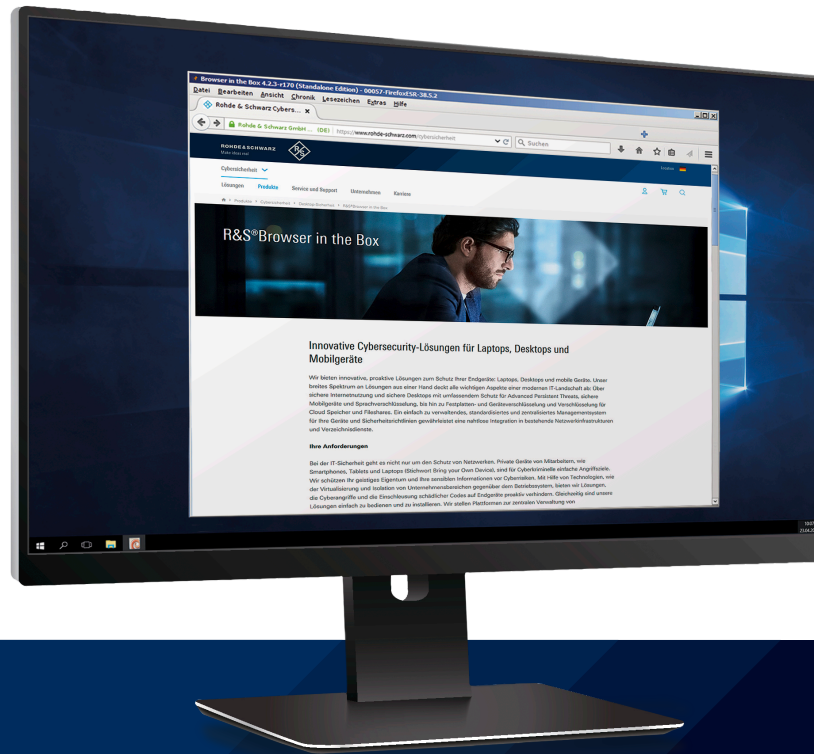 Browser in the Box 4.2.3-r170 (Standalone Edition) - 00057-FirefoxESR-38.5.2
Datei Bearbeiten Ansicht Chronik Lesezeichen Extras Hilfe
Rohde & Schwarz Cybers... x
Rohde & Schwarz GmbH ... (DE) https://www.rohde-schwarz.com/cybersicherheit Suchen
ROHDE&SCHWARZ
Make ideas real
R&S
Cybersicherheit
Lösungen Produkte Service und Support Unternehmen Karriere
Produkte Cybersicherheit Desktop-Sicherheit R&S®Browser in the Box
R&S®Browser in the Box
Innovative Cybersecurity-Lösungen für Laptops, Desktops und
Mobilgeräte
Wir bieten innovative, proaktive Lösungen zum Schutz Ihrer Endgeräte: Laptops, Desktops und mobile Geräte. Unser
breites Spektrum an Lösungen aus einer Hand deckt alle wichtigen Aspekte einer modernen IT-Landschaft ab: Über
sichere Internetnutzung und sichere Desktops mit umfassendem Schutz für Advanced Persistent Threats, sichere
Mobilgeräte und Sprachverschlüsselung, bis hin zu Festplatten- und Geräteverschlüsselung und Verschlüsselung für
Cloud Speicher und Fileshares. Ein einfach zu verwaltendes, standardisiertes und zentralisiertes Managementsystem
für Ihre Geräte und Sicherheitsrichtlinien gewährleistet eine nahtlose Integration in bestehende Netzwerkinfrastrukturen
und Verzeichnisdienste.
Ihre Anforderungen
Bei der IT-Sicherheit geht es nicht nur um den Schutz von Netzwerken. Private Geräte von Mitarbeitern, wie
Smartphones, Tablets und Laptops (Stichwort Bring your Own Device), sind für Cyberkriminelle einfache Angriffsziele.
Wir schützen Ihr geistiges Eigentum und Ihre sensiblen Informationen vor Cyberrisiken. Mit Hilfe von Technologien, wie
der Virtualisierung und Isolation von Unternehmensbereichen gegenüber dem Betriebssystem, bieten wir Lösungen,
die Cyberangriffe und die Einschleusung schädlicher Codes auf Endgeräte proaktiv verhindern. Gleichzeitig sind unsere
Lösungen einfach zu bedienen und zu installieren. Wir stellen Plattformen zur zentralen Verwaltung von